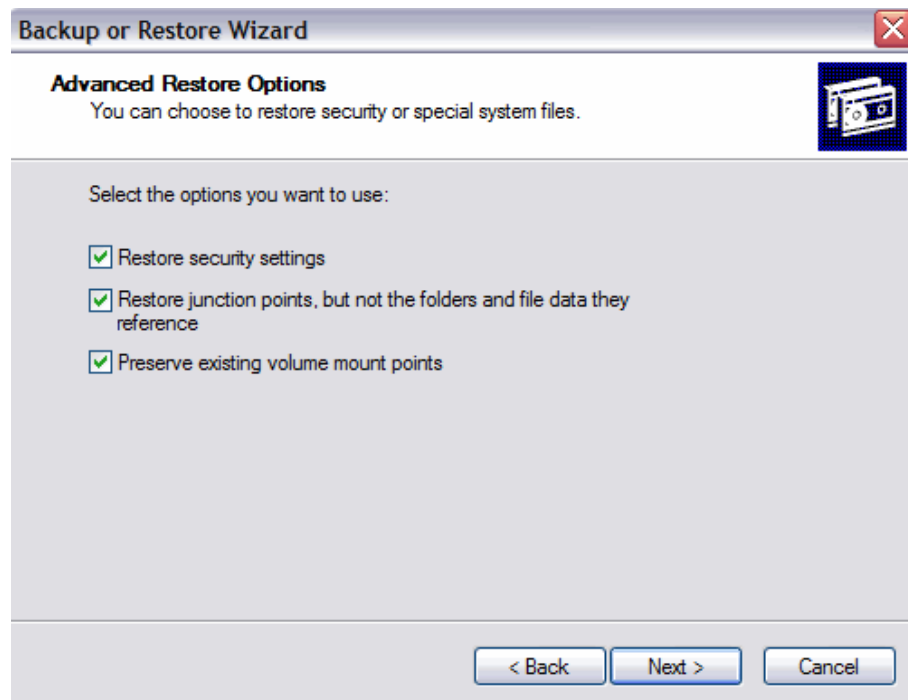 Backup or Restore Wizard
Advanced Restore Options
You can choose to restore security or special system files.
Select the options you want to use:
Restore security settings
Restore junction points, but not the folders and file data they
reference
Preserve existing volume mount points
< Back
Next >
Cancel